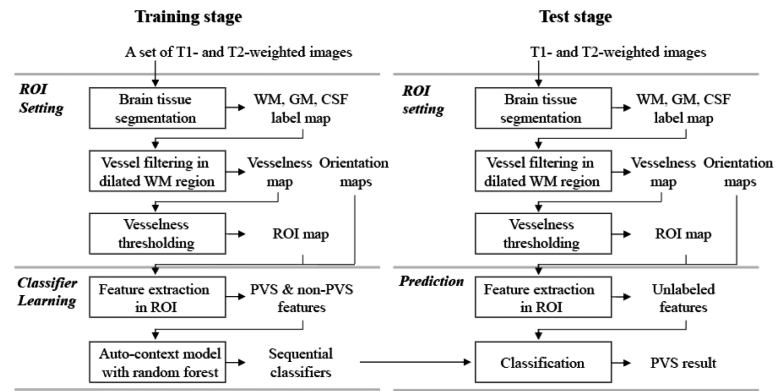 Training stage
A set of T1- and T2-weighted images
ROI
Setting
Brain tissue
segmentation
WM, GM, CSF
label map
Vessel filtering in
dilated WM region
Vesselness
map
Orientation
maps
Vesselness
thresholding
ROI map
Classifier
Learning
Feature extraction
in ROI
PVS & non-PVS
features
Auto-context model
with random forest
Sequential
classifiers
Test stage
T1- and T2-weighted images
ROI
setting
Brain tissue
segmentation
WM, GM, CSF
label map
Vessel filtering in
dilated WM region
Vesselness
map
Orientation
maps
Vesselness
thresholding
ROI map
Prediction
Feature extraction
in ROI
Unlabeled
features
Classification
PVS result